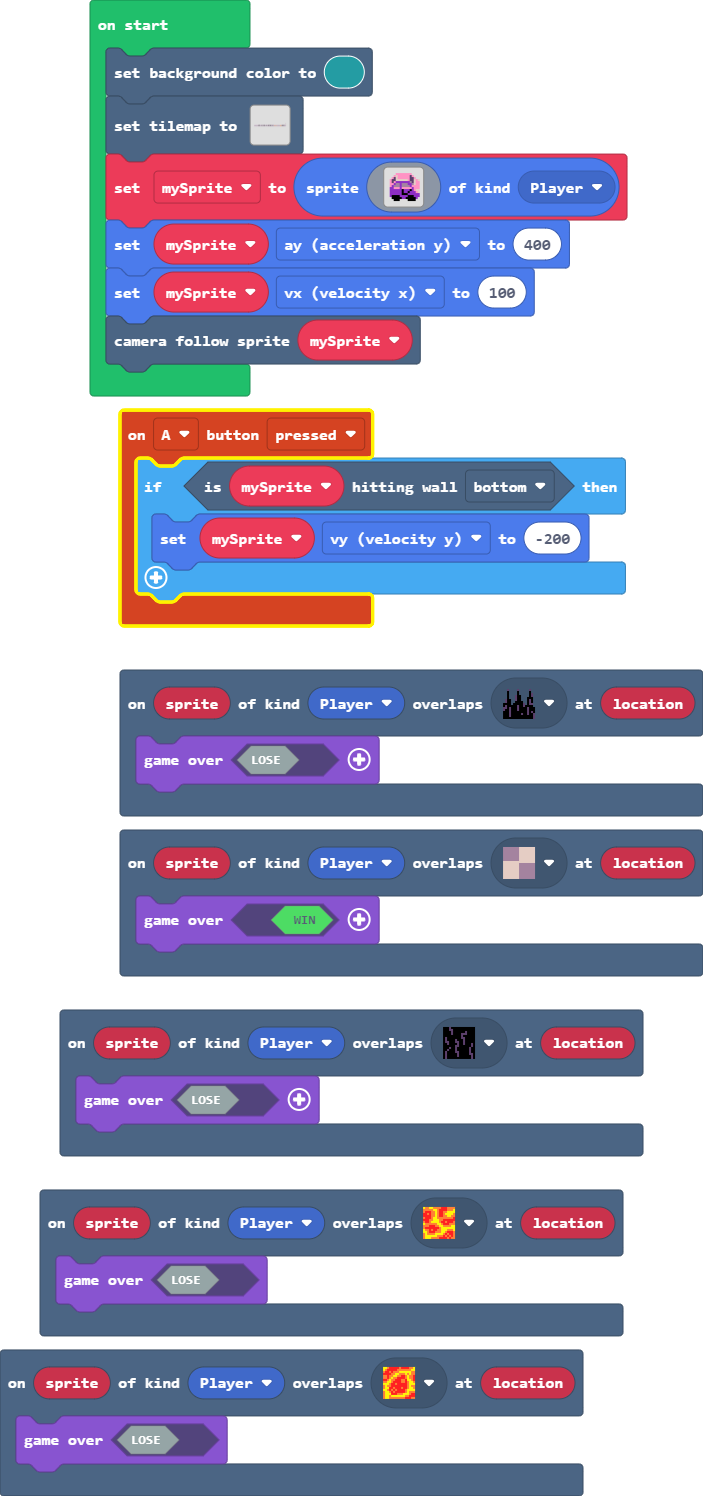 on start
set background color to
set tilemap to
set mySprite to sprite of kind Player
set mySprite ay (acceleration y) to 400
set mySprite vx (velocity x) to 100
camera follow sprite mySprite
on A button pressed
if is mySprite hitting wall bottom then
set mySprite vy (velocity y) to -200
on sprite of kind Player overlaps at location
game over LOSE
on sprite of kind Player overlaps at location
game over WIN
on sprite of kind Player overlaps at location
game over LOSE
on sprite of kind Player overlaps at location
game over LOSE
on sprite of kind Player overlaps at location
game over LOSE